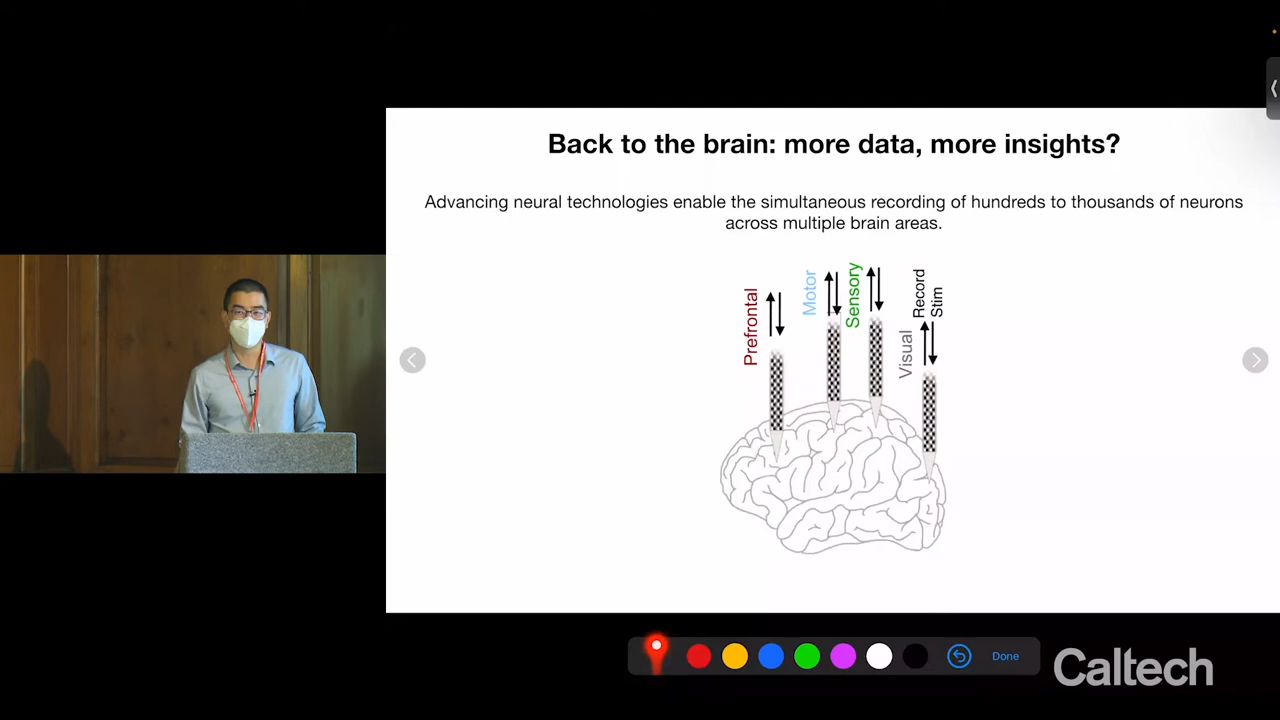 Back to the brain: more data, more insights?
Advancing neural technologies enable the simultaneous recording of hundreds to thousands of neurons
across multiple brain areas.
Prefrontal
Motor
Sensory
Visual
Record
Stim
Done
Caltech